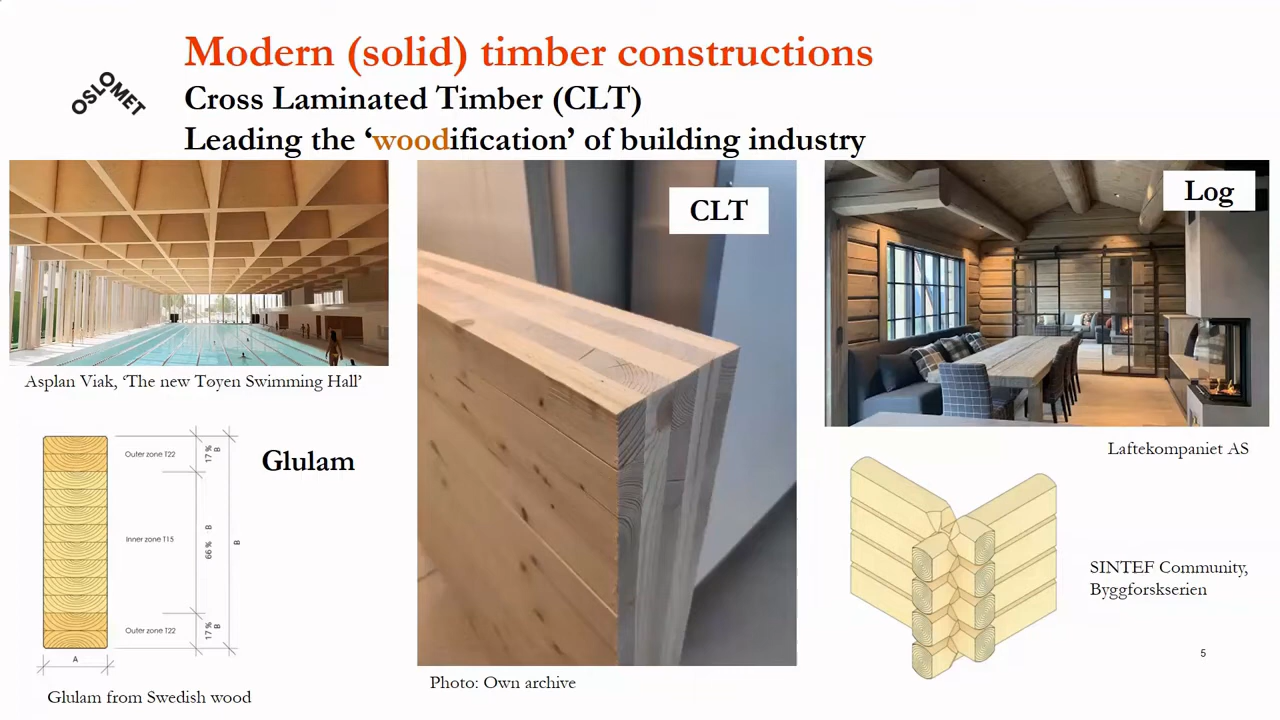 Modern (solid) timber constructions
OSLOMET
Cross Laminated Timber (CLT)
Leading the ‘woodification’ of building industry
CLT
Log
Asplan Viak, ‘The new Toyen Swimming Hall’
Glulam
Outer zone T22
17 %
B
Inner zone T15
66 %
B
B
Outer zone T22
17 %
B
A
Glulam from Swedish wood
Photo: Own archive
Laftekompaniet AS
SINTEF Community,
Byggforskserien
5